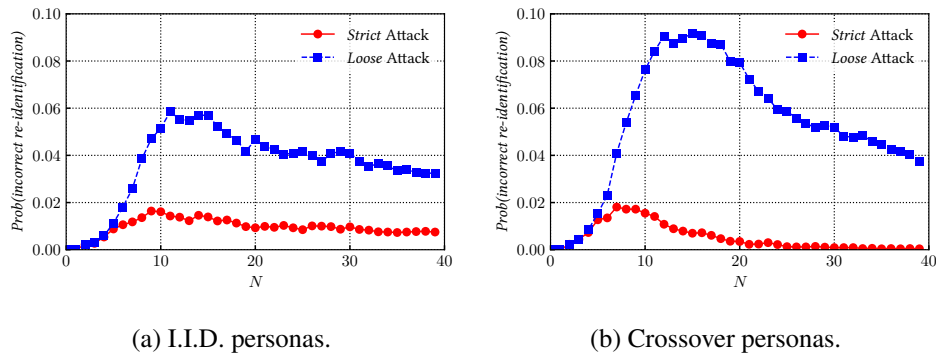 0.10
0.08
0.06
0.04
0.02
0.00
Prob(incorrect re-identification)
Strict Attack
Loose Attack
0 10 20 30 40
N
(a) I.I.D. personas.
0.10
0.08
0.06
0.04
0.02
0.00
Prob(incorrect re-identification)
Strict Attack
Loose Attack
0 10 20 30 40
N
(b) Crossover personas.